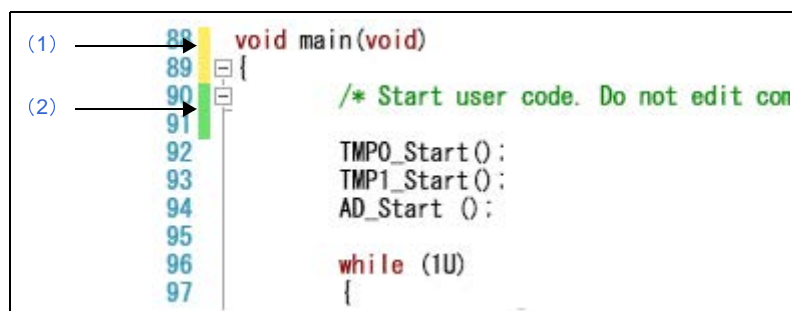 (1) 88 void main(void)
89 {
(2) 90 /* Start user code. Do not edit com
91
92 TMP0_Start();
93 TMP1_Start();
94 AD_Start ();
95
96 while (1U)
97 {